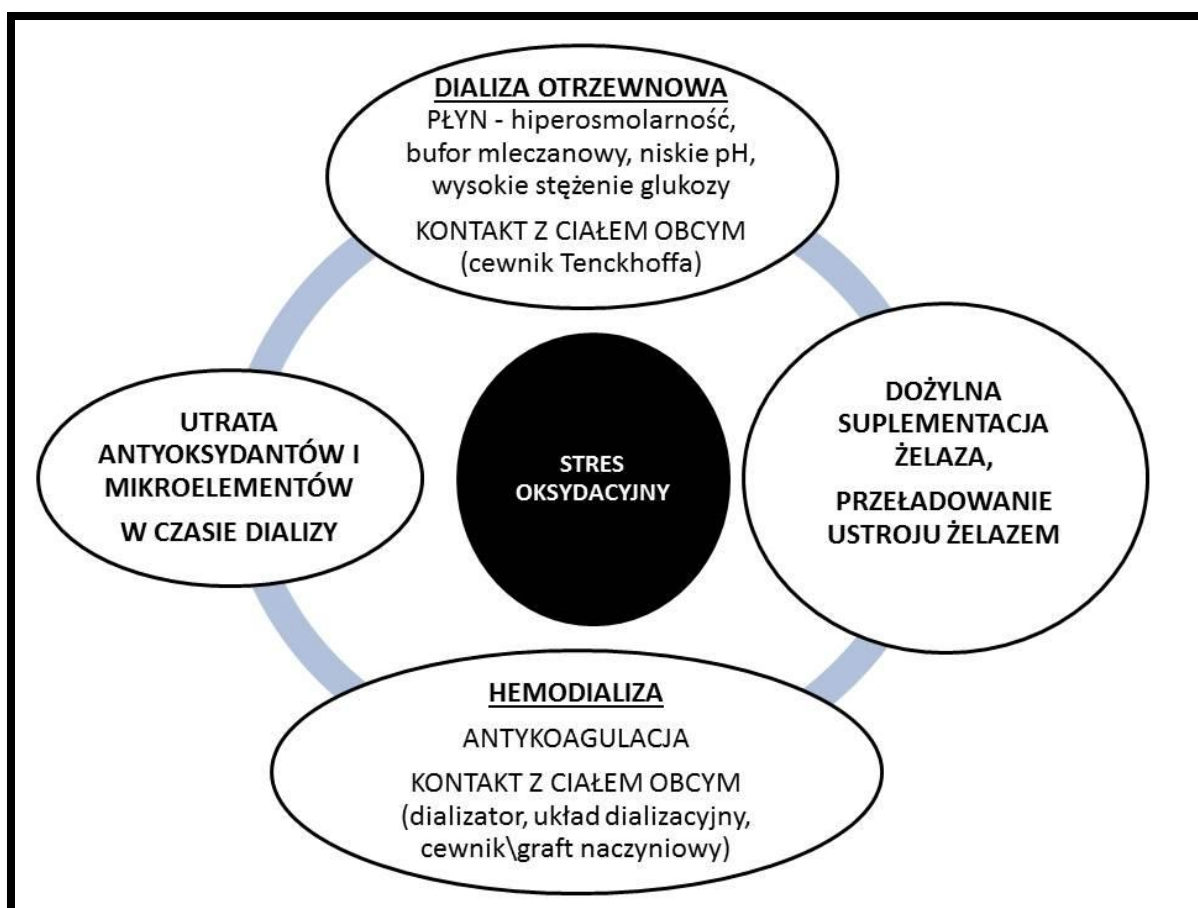 DIALIZA OTRZEWNOWA
PŁYN - hiperosmolarność,
bufor mleczanowy, niskie pH,
wysokie stężenie glukozy
KONTAKT Z CIAŁEM OBCYM
(cewnik Tenckhoffa)
UTRATA
ANTYOKSYDANTÓW I
MIKROELEMENTÓW
W CZASIE DIALIZY
STRES
OKSYDACYJNY
DOŻYLNA
SUPLEMENTACJA
ŻELAZA,
PRZEŁADOWANIE
USTROJU ŻELAZEM
HEMODIALIZA
ANTYKOAGULACJA
KONTAKT Z CIAŁEM OBCYM
(dializator, układ dializacyjny,
cewnik\graft naczyniowy)